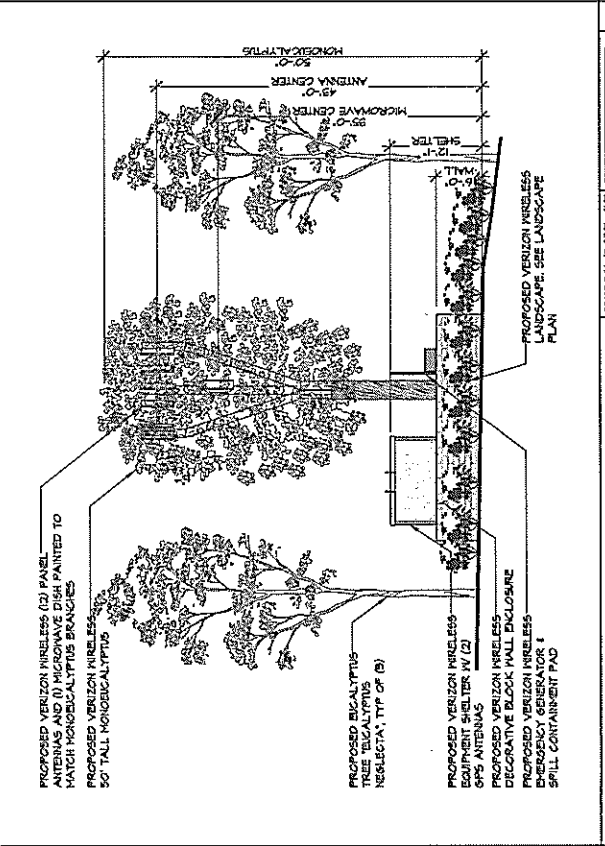 PROPOSED VERIZON WIRELESS (12) PANEL
ANTENNAS AND (1) MICROWAVE DISH PAINTED TO
MATCH MONOEUCALYPTUS BRANCHES
PROPOSED VERIZON WIRELESS
50' TALL MONOEUCALYPTUS
PROPOSED EUCALYPTUS
TREE "EUCALYPTUS
NEGLECTA", TYP OF (3)
PROPOSED VERIZON WIRELESS
EQUIPMENT SHELTER W/ (2)
GPS ANTENNAS
PROPOSED VERIZON WIRELESS
DECORATIVE BLOCK WALL ENCLOSURE
PROPOSED VERIZON WIRELESS
EMERGENCY GENERATOR &
SPILL CONTAINMENT PAD
PROPOSED VERIZON WIRELESS
LANDSCAPE, SEE LANDSCAPE
PLAN
50'-0"
MONOEUCALYPTUS
45'-0"
ANTENNA CENTER
35'-0"
MICROWAVE CENTER
12'-1"
SHELTER
6'-0"
WALL